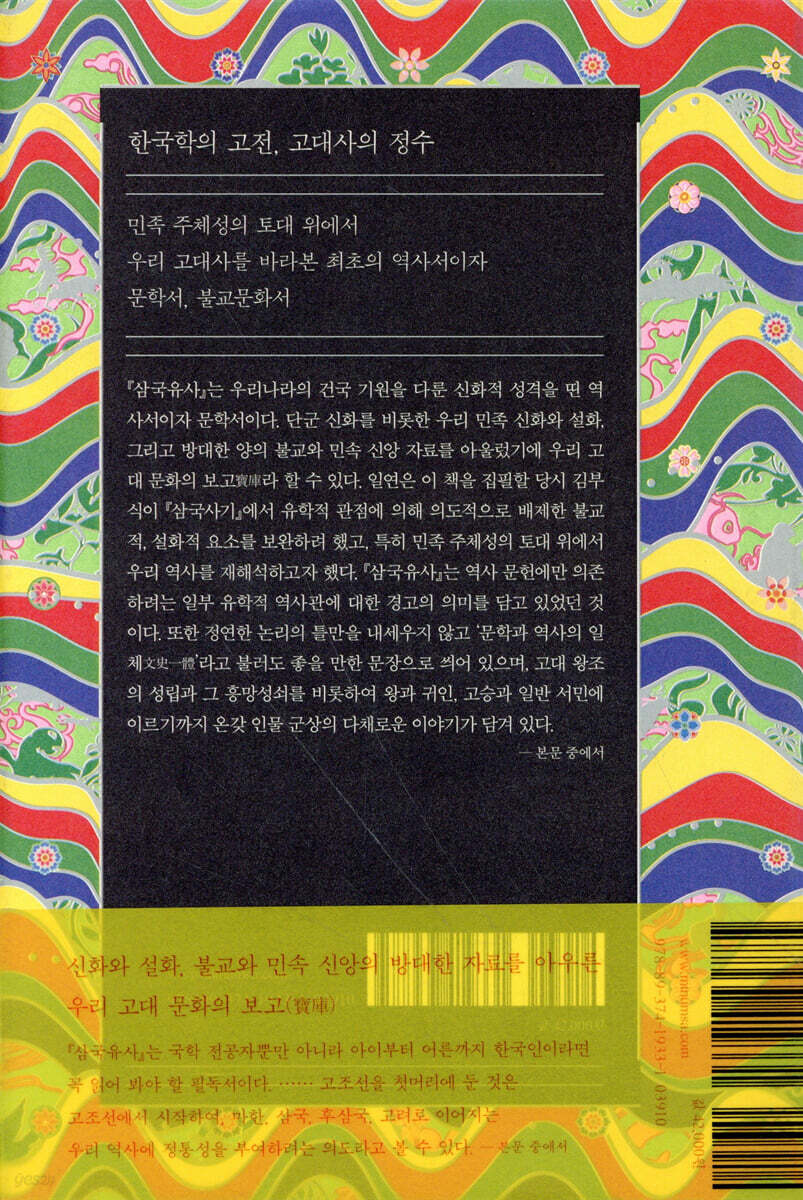 한국학의 고전, 고대사의 정수
민족 주체성의 토대 위에서
우리 고대사를 바라본 최초의 역사서이자
문학서, 불교문화서
『삼국유사』는 우리나라의 건국 기원을 다룬 신화적 성격을 띤 역
사서이자 문학서이다. 단군 신화를 비롯한 우리 민족 신화와 설화,
그리고 방대한 양의 불교와 민속 신앙 자료를 아울렀기에 우리 고
대 문화의 보고寶庫라 할 수 있다. 일연은 이 책을 집필할 당시 김부
식이 『삼국사기』에서 유학적 관점에 의해 의도적으로 배제한 불교
적, 설화적 요소를 보완하려 했고, 특히 민족 주체성의 토대 위에서
우리 역사를 재해석하고자 했다. 『삼국유사』는 역사 문헌에만 의존
하려는 일부 유학적 역사관에 대한 경고의 의미를 담고 있었던 것
이다. 또한 정연한 논리의 틀만을 내세우지 않고 ‘문학과 역사의 일
체文史一體’라고 불러도 좋을 만한 문장으로 씌어 있으며, 고대 왕조
의 성립과 그 흥망성쇠를 비롯하여 왕과 귀인, 고승과 일반 서민에
이르기까지 온갖 인물 군상의 다채로운 이야기가 담겨 있다.
— 본문 중에서
신화와 설화, 불교와 민속 신앙의 방대한 자료를 아우른
우리 고대 문화의 보고(寶庫)
『삼국유사』는 국학 전공자뿐만 아니라 아이부터 어른까지 한국인이라면
꼭 읽어 봐야 할 필독서이다. …… 고조선을 첫머리에 둔 것은
고조선에서 시작하여, 마한, 삼국, 후삼국, 고려로 이어지는
우리 역사에 정통성을 부여하려는 의도라고 볼 수 있다. — 본문 중에서
www.minumsa.com
값 42,000원
yes24